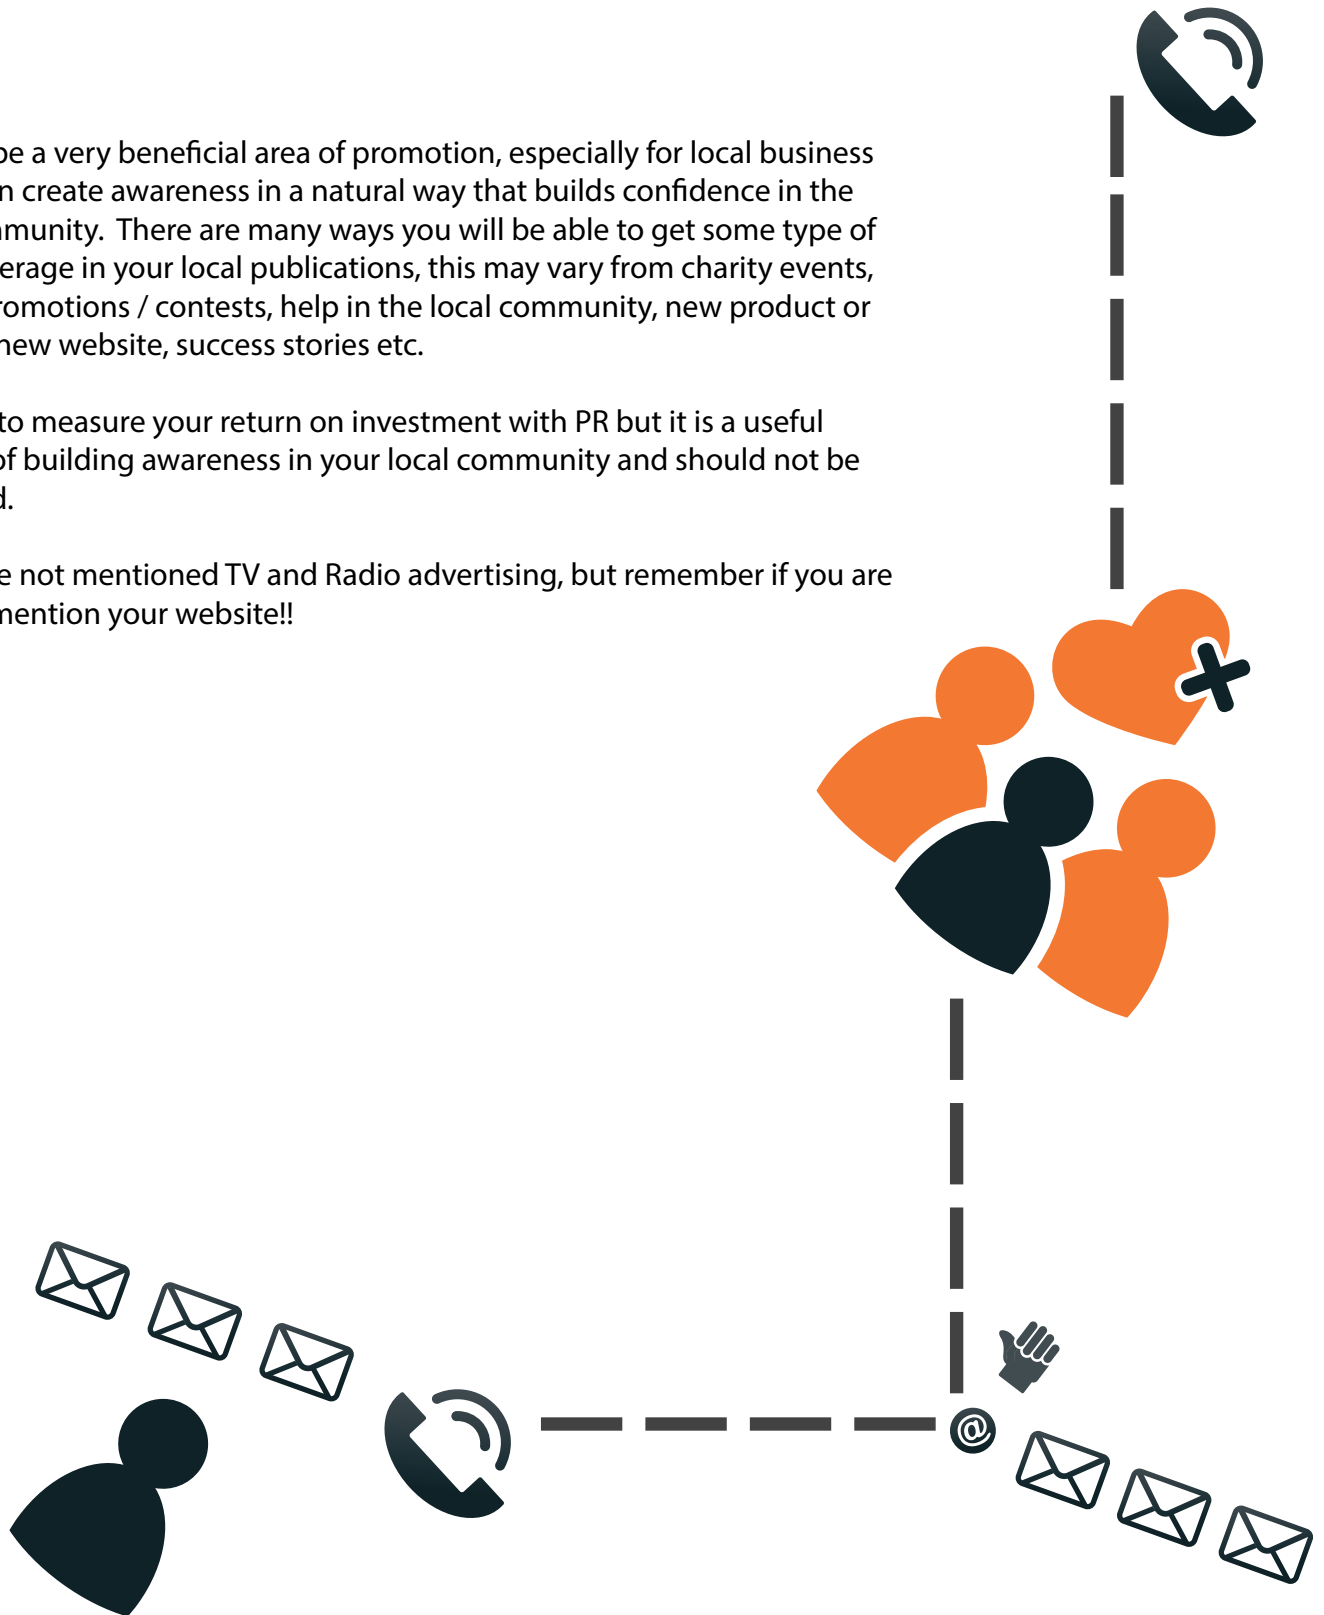 be a very beneficial area of promotion, especially for local business
n create awareness in a natural way that builds confidence in the
munity.  There are many ways you will be able to get some type of
erage in your local publications, this may vary from charity events,
romotions / contests, help in the local community, new product or
new website, success stories etc.
to measure your return on investment with PR but it is a useful
of building awareness in your local community and should not be
d.
e not mentioned TV and Radio advertising, but remember if you are
mention your website!!
@